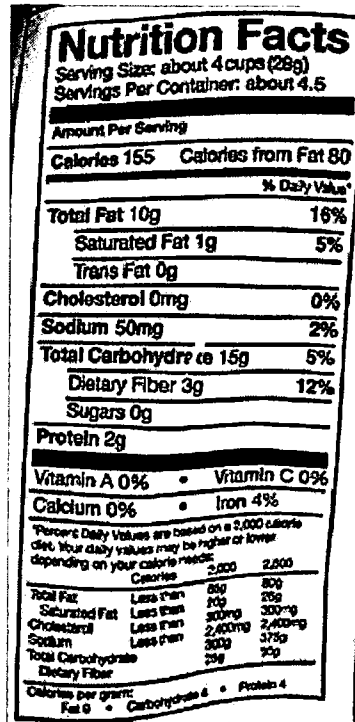 Nutrition Facts
Serving Size: about 4 cups (28g)
Servings Per Container: about 4.5
Amount Per Serving
Calories 155 Calories from Fat 80
% Daily Value*
Total Fat 10g 16%
Saturated Fat 1g 5%
Trans Fat 0g
Cholesterol 0mg 0%
Sodium 50mg 2%
Total Carbohydrate 15g 5%
Dietary Fiber 3g 12%
Sugars 0g
Protein 2g
Vitamin A 0% • Vitamin C 0%
Calcium 0% • Iron 4%
*Percent Daily Values are based on a 2,000 calorie
diet. Your daily values may be higher or lower
depending on your calorie needs:
Calories 2,000 2,500
Total Fat Less than 65g 80g
Saturated Fat Less than 20g 25g
Cholesterol Less than 300mg 300mg
Sodium Less than 2,400mg 2,400mg
Total Carbohydrate 300g 375g
Dietary Fiber 25g 30g
Calories per gram:
Fat 9 • Carbohydrate 4 • Protein 4